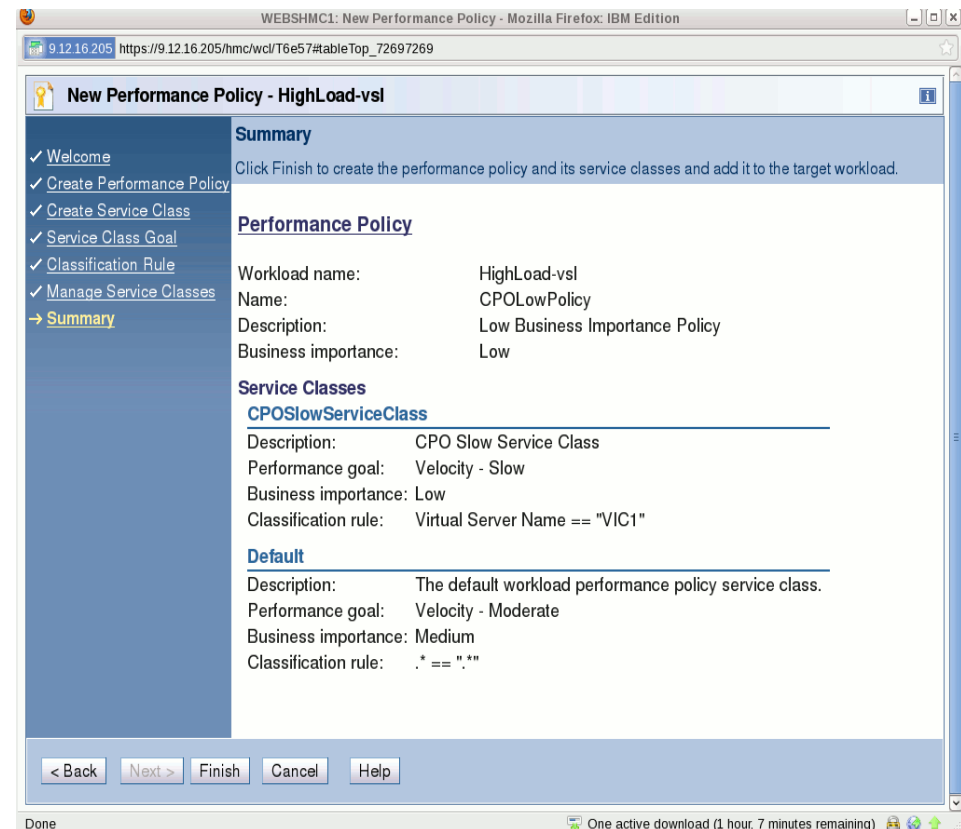 WEBSHMC1: New Performance Policy - Mozilla Firefox: IBM Edition
9.12.16.205 https://9.12.16.205/hmc/wcl/T6e57#tableTop_72697269
New Performance Policy - HighLoad-vsl
i
✓ Welcome
✓ Create Performance Policy
✓ Create Service Class
✓ Service Class Goal
✓ Classification Rule
✓ Manage Service Classes
→ Summary
Summary
Click Finish to create the performance policy and its service classes and add it to the target workload.
Performance Policy
Workload name: HighLoad-vsl
Name: CPOLowPolicy
Description: Low Business Importance Policy
Business importance: Low
Service Classes
CPOSlowServiceClass
Description: CPO Slow Service Class
Performance goal: Velocity - Slow
Business importance: Low
Classification rule: Virtual Server Name == "VIC1"
Default
Description: The default workload performance policy service class.
Performance goal: Velocity - Moderate
Business importance: Medium
Classification rule: .* == ".*"
< Back Next > Finish Cancel Help
Done One active download (1 hour, 7 minutes remaining)